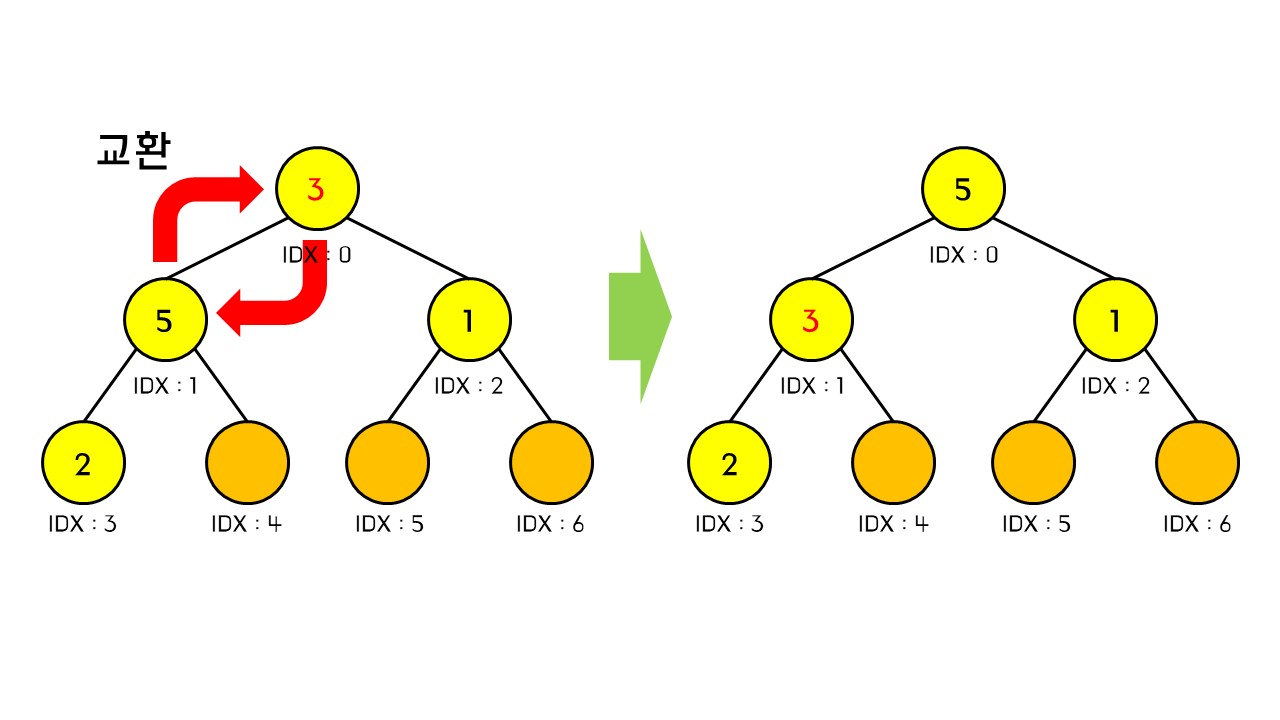 교환
3
IDX : 0
5
1
IDX : 1
IDX : 2
2
IDX : 3
IDX : 4
IDX : 5
IDX : 6
5
IDX : 0
3
1
IDX : 1
IDX : 2
2
IDX : 3
IDX : 4
IDX : 5
IDX : 6